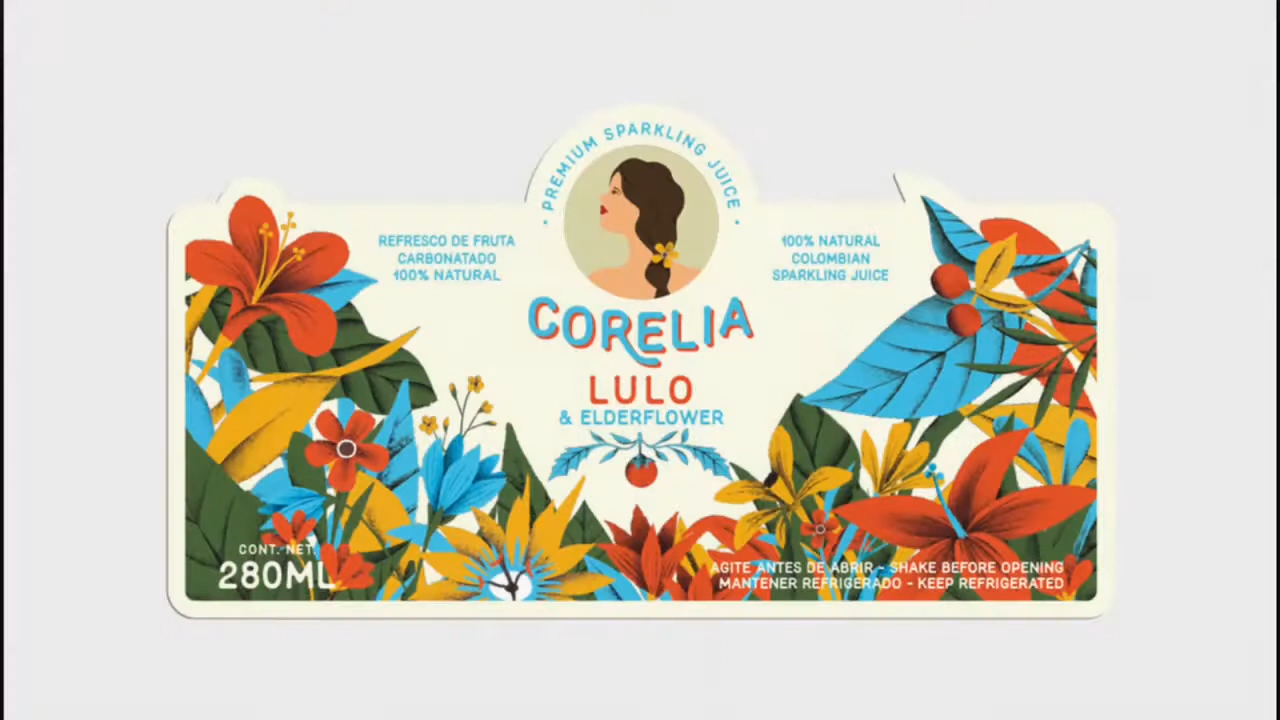 • PREMIUM SPARKLING JUICE •
REFRESCO DE FRUTA
CARBONATADO
100% NATURAL
100% NATURAL
COLOMBIAN
SPARKLING JUICE
CORELIA
LULO
& ELDERFLOWER
CONT. NET.
280ML
AGITE ANTES DE ABRIR - SHAKE BEFORE OPENING
MANTENER REFRIGERADO - KEEP REFRIGERATED